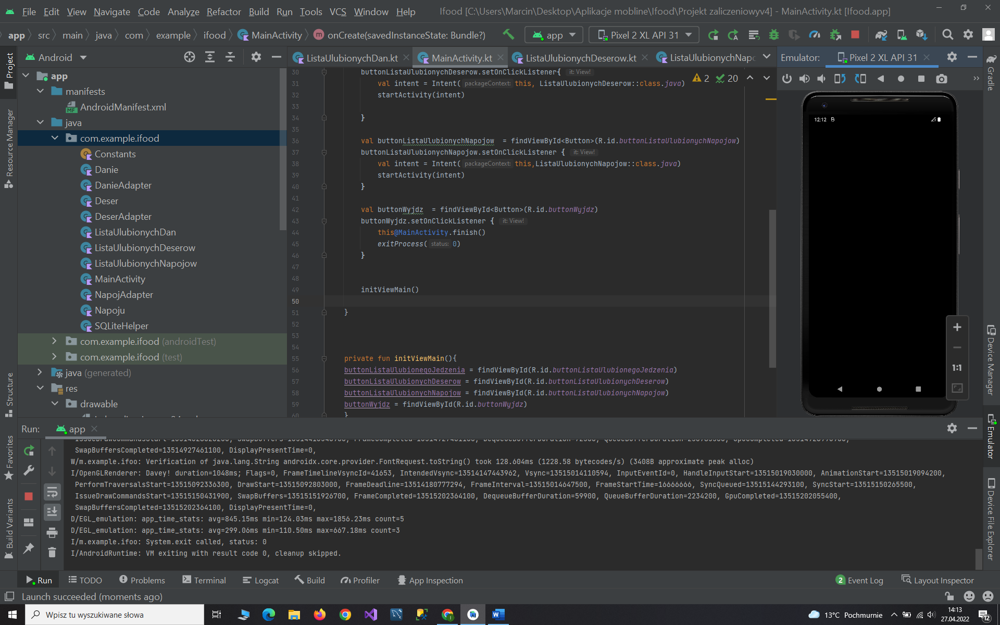 File Edit View Navigate Code Analyze Refactor Build Run Tools VCS Window Help Ifood [C:\Users\Marcin\Desktop\Aplikacje mobline\Ifood\Projekt zaliczeniowyv4] - MainActivity.kt [Ifood.app]
app src main java com example ifood MainActivity onCreate(savedInstanceState: Bundle?) app Pixel 2 XL API 31
Android ListaUlubionychDan.kt MainActivity.kt ListaUlubionychDeserow.kt ListaUlubionychNapo Emulator: Pixel 2 XL API 31
Project
Resource Manager
Structure
Favorites
Build Variants
app
manifests
AndroidManifest.xml
java
com.example.ifood
Constants
Danie
DanieAdapter
Deser
DeserAdapter
ListaUlubionychDan
ListaUlubionychDeserow
ListaUlubionychNapojow
MainActivity
NapojAdapter
Napoju
SQLiteHelper
com.example.ifood (androidTest)
com.example.ifood (test)
java (generated)
res
drawable
30 buttonListaUlubionychDeserow.setOnClickListener{ it: View!
31 val intent = Intent( packageContext: this, ListaUlubionychDeserow::class.java) 2 20
32 startActivity(intent)
33
34 }
35
36 val buttonListaUlubionychNapojow = findViewById<Button>(R.id.buttonListaUlubionychNapojow)
37 buttonListaUlubionychNapojow.setOnClickListener { it: View!
38 val intent = Intent( packageContext: this,ListaUlubionychNapojow::class.java)
39 startActivity(intent)
40 }
41
42 val buttonWyjdz = findViewById<Button>(R.id.buttonWyjdz)
43 buttonWyjdz.setOnClickListener { it: View!
44 this@MainActivity.finish()
45 exitProcess( status: 0)
46 }
47
48
49 initViewMain()
50
51 }
52
53
54
55 private fun initViewMain(){
56 buttonListaUlubionegoJedzenia = findViewById(R.id.buttonListaUlubionegoJedzenia)
57 buttonListaUlubionychDeserow = findViewById(R.id.buttonListaUlubionychDeserow)
58 buttonListaUlubionychNapojow = findViewById(R.id.buttonListaUlubionychNapojow)
59 buttonWyjdz = findViewById(R.id.buttonWyjdz)
60 }
12:12
1:1
Gradle
Device Manager
Emulator
Device File Explorer
Run: app
SwapBuffersCompleted=13514927461100, DisplayPresentTime=0,
W/m.example.ifoo: Verification of java.lang.String androidx.core.provider.FontRequest.toString() took 128.604ms (1228.58 bytecodes/s) (3408B approximate peak alloc)
I/OpenGLRenderer: Davey! duration=1048ms; Flags=0, FrameTimelineVsyncId=41653, IntendedVsync=13514147443962, Vsync=13515014110594, InputEventId=0, HandleInputStart=13515019030000, AnimationStart=13515019094200,
PerformTraversalsStart=13515092336300, DrawStart=13515092803000, FrameDeadline=13514180777294, FrameInterval=13515014647500, FrameStartTime=16666666, SyncQueued=13515144293100, SyncStart=13515150265500,
IssueDrawCommandsStart=13515150431900, SwapBuffers=13515151926700, FrameCompleted=13515202364100, DequeueBufferDuration=59900, QueueBufferDuration=2234200, GpuCompleted=13515202055400,
SwapBuffersCompleted=13515202364100, DisplayPresentTime=0,
D/EGL_emulation: app_time_stats: avg=845.15ms min=124.03ms max=1856.23ms count=5
D/EGL_emulation: app_time_stats: avg=299.06ms min=110.50ms max=667.18ms count=3
I/m.example.ifoo: System.exit called, status: 0
I/AndroidRuntime: VM exiting with result code 0, cleanup skipped.
Run TODO Problems Terminal Logcat Build Profiler App Inspection 2 Event Log Layout Inspector
Launch succeeded (moments ago)
Wpisz tu wyszukiwane słowa 13°C Pochmurnie 14:13
27.04.2022 12